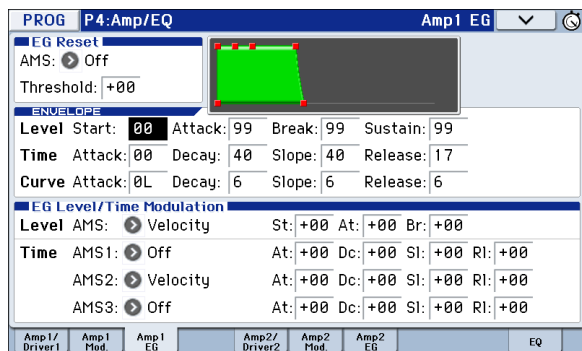 PROG P4:Amp/EQ Amp1 EG
EG Reset
AMS: Off
Threshold: +00
ENVELOPE
Level Start: 00 Attack: 99 Break: 99 Sustain: 99
Time Attack: 00 Decay: 40 Slope: 40 Release: 17
Curve Attack: 0L Decay: 6 Slope: 6 Release: 6
EG Level/Time Modulation
Level AMS: Velocity St: +00 At: +00 Br: +00
Time AMS1: Off At: +00 Dc: +00 Sl: +00 Rl: +00
AMS2: Velocity At: +00 Dc: +00 Sl: +00 Rl: +00
AMS3: Off At: +00 Dc: +00 Sl: +00 Rl: +00
Amp1/ Driver1 Amp1 Mod. Amp1 EG Amp2/ Driver2 Amp2 Mod. Amp2 EG EQ